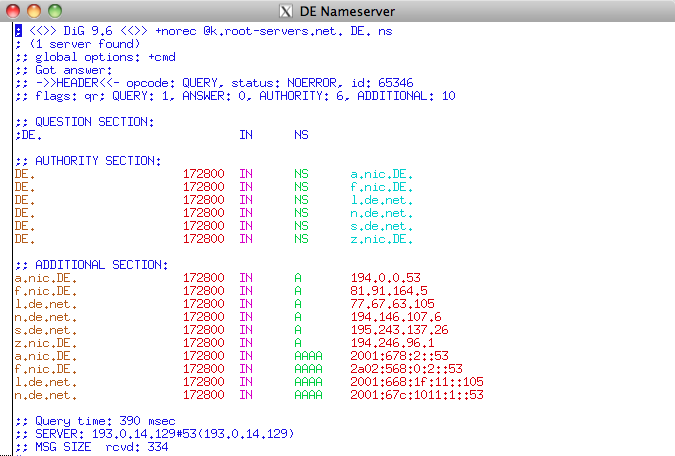 DE Nameserver
; <<>> DiG 9.6 <<>> +norec @k.root-servers.net. DE. ns
; (1 server found)
;; global options: +cmd
;; Got answer:
;; ->>HEADER<<- opcode: QUERY, status: NOERROR, id: 65346
;; flags: qr; QUERY: 1, ANSWER: 0, AUTHORITY: 6, ADDITIONAL: 10
;; QUESTION SECTION:
;DE. IN NS
;; AUTHORITY SECTION:
DE. 172800 IN NS a.nic.DE.
DE. 172800 IN NS f.nic.DE.
DE. 172800 IN NS l.de.net.
DE. 172800 IN NS n.de.net.
DE. 172800 IN NS s.de.net.
DE. 172800 IN NS z.nic.DE.
;; ADDITIONAL SECTION:
a.nic.DE. 172800 IN A 194.0.0.53
f.nic.DE. 172800 IN A 81.91.164.5
l.de.net. 172800 IN A 77.67.63.105
n.de.net. 172800 IN A 194.146.107.6
s.de.net. 172800 IN A 195.243.137.26
z.nic.DE. 172800 IN A 194.246.96.1
a.nic.DE. 172800 IN AAAA 2001:678:2::53
f.nic.DE. 172800 IN AAAA 2a02:568:0:2::53
l.de.net. 172800 IN AAAA 2001:668:1f:11::105
n.de.net. 172800 IN AAAA 2001:67c:1011:1::53
;; Query time: 390 msec
;; SERVER: 193.0.14.129#53(193.0.14.129)
;; MSG SIZE rcvd: 334